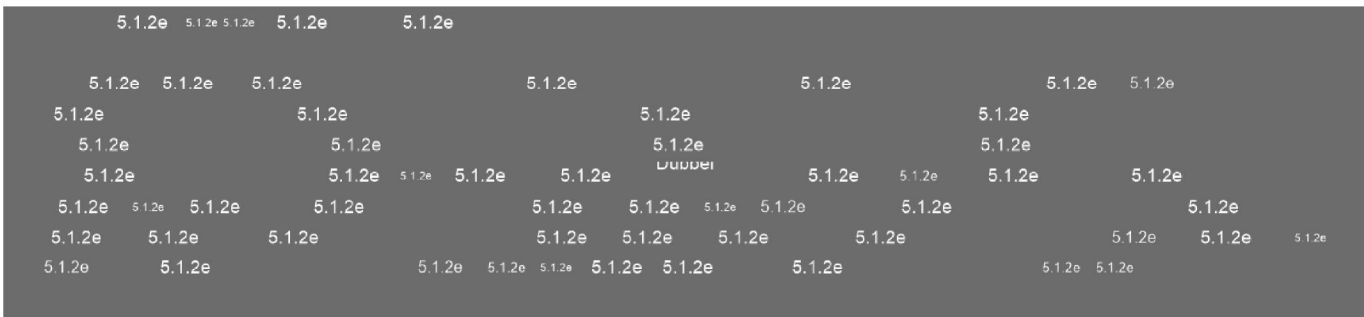 5.1.2e 5.1.2e 5.1.2e 5.1.2e 5.1.2e
5.1.2e 5.1.2e 5.1.2e 5.1.2e 5.1.2e 5.1.2e 5.1.2e
5.1.2e 5.1.2e 5.1.2e 5.1.2e
5.1.2e 5.1.2e 5.1.2e 5.1.2e
Dubbel
5.1.2e 5.1.2e 5.1.2e 5.1.2e 5.1.2e 5.1.2e 5.1.2e 5.1.2e 5.1.2e
5.1.2e 5.1.2e 5.1.2e 5.1.2e 5.1.2e 5.1.2e 5.1.2e 5.1.2e 5.1.2e 5.1.2e
5.1.2e 5.1.2e 5.1.2e 5.1.2e 5.1.2e 5.1.2e 5.1.2e 5.1.2e 5.1.2e 5.1.2e
5.1.2e 5.1.2e 5.1.2e 5.1.2e 5.1.2e 5.1.2e 5.1.2e 5.1.2e 5.1.2e 5.1.2e